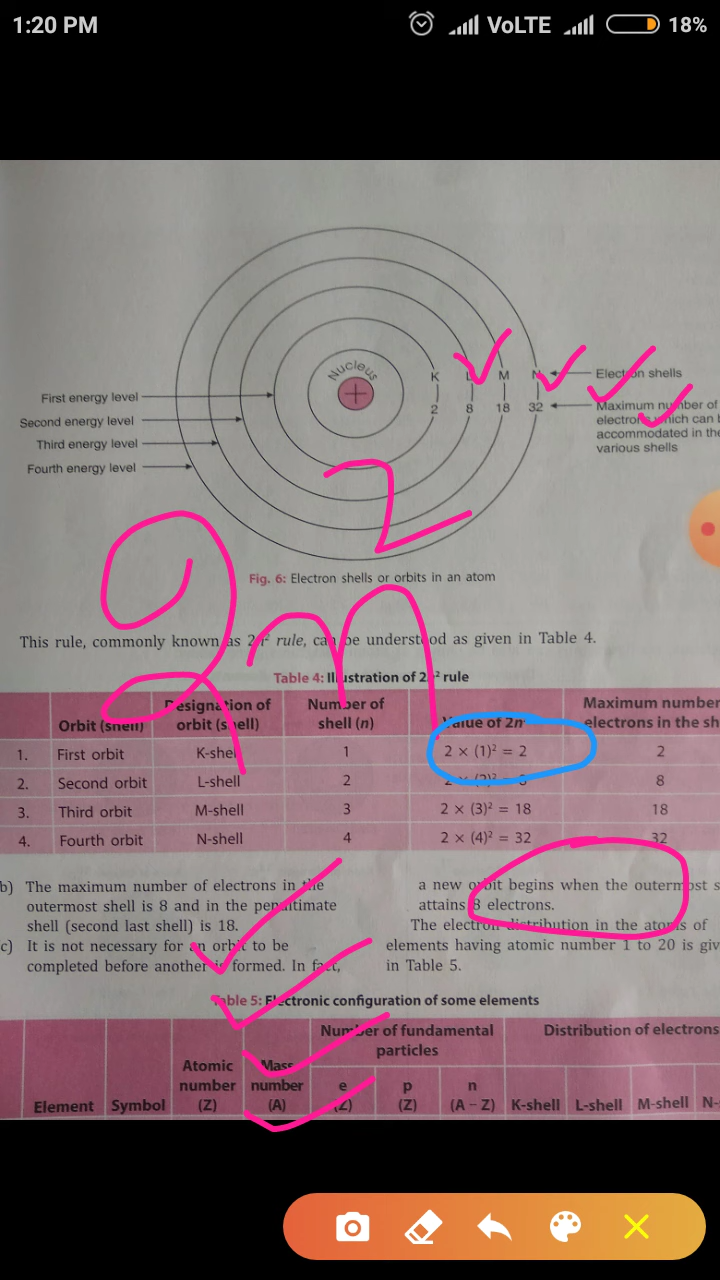 1:20 PM VoLTE 18%
Nucleus
+
K L M N Electron shells
2 8 18 32 Maximum number of
electrons which can
accommodated in the
various shells
First energy level
Second energy level
Third energy level
Fourth energy level
2
2n
Fig. 6: Electron shells or orbits in an atom
This rule, commonly known as 2n² rule, can be understood as given in Table 4.
Table 4: Illustration of 2n² rule
Orbit (shell) Designation of orbit (shell) Number of shell (n) Value of 2n² Maximum number electrons in the sh
1. First orbit K-shell 1 2 × (1)² = 2 2
2. Second orbit L-shell 2 2 × (2)² = 8 8
3. Third orbit M-shell 3 2 × (3)² = 18 18
4. Fourth orbit N-shell 4 2 × (4)² = 32 32
b) The maximum number of electrons in the
outermost shell is 8 and in the penultimate
shell (second last shell) is 18.
c) It is not necessary for an orbit to be
completed before another is formed. In fact,
a new orbit begins when the outermost s
attains 8 electrons.
The electron distribution in the atoms of
elements having atomic number 1 to 20 is giv
in Table 5.
Table 5: Electronic configuration of some elements
Number of fundamental particles Distribution of electrons
Element Symbol Atomic number (Z) Mass number (A) e (Z) p (Z) n (A – Z) K-shell L-shell M-shell N-